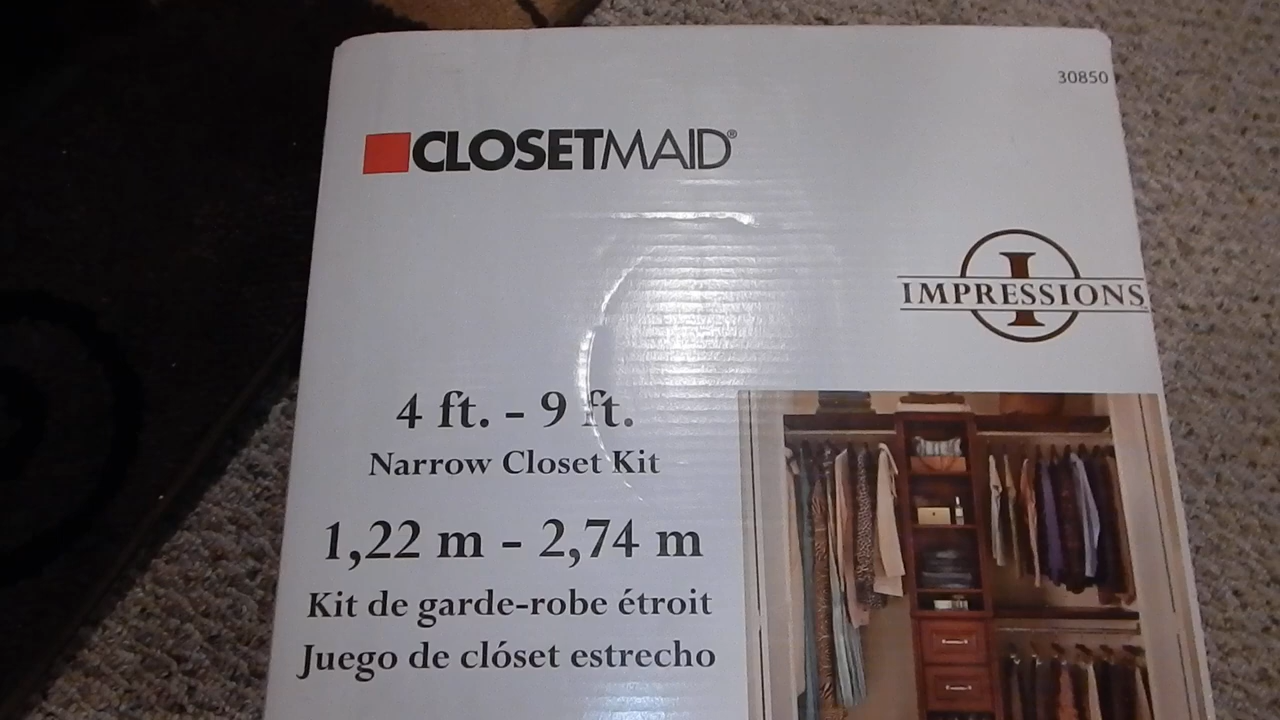 30850
CLOSETMAID®
I
IMPRESSIONS
4 ft. - 9 ft.
Narrow Closet Kit
1,22 m - 2,74 m
Kit de garde-robe étroit
Juego de clóset estrecho